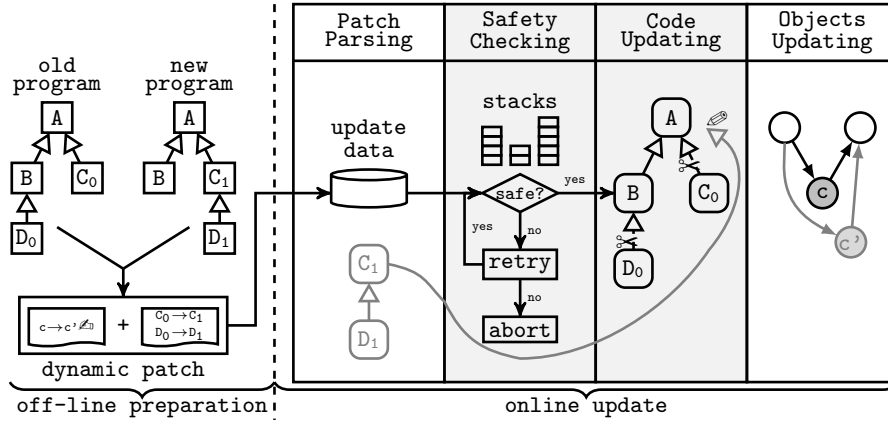 Patch
Parsing
Safety
Checking
Code
Updating
Objects
Updating
old
program
new
program
A
B
C0
D0
A
B
C1
D1
c→c'✍
+
C0→C1
D0→D1
dynamic patch
off-line preparation
update
data
C1
D1
stacks
safe?
yes
yes
no
retry
no
abort
A
B
C0
D0
c
c'
online update